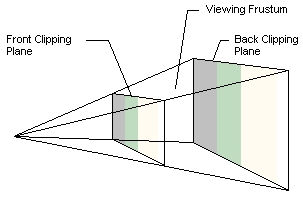 Viewing Frustum
Front Clipping
Plane
Back Clipping
Plane